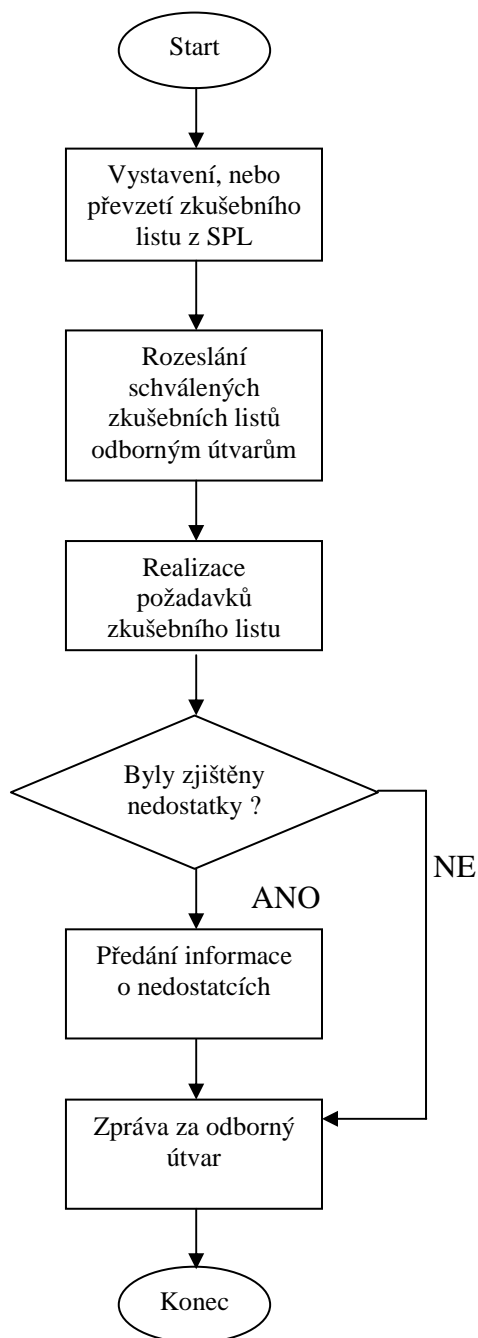 Start
Vystavení, nebo
převzetí zkušebního
listu z SPL
Rozeslání
schválených
zkušebních listů
odborným útvarům
Realizace
požadavků
zkušebního listu
Byly zjištěny
nedostatky ?
NE
ANO
Předání informace
o nedostatcích
Zpráva za odborný
útvar
Konec